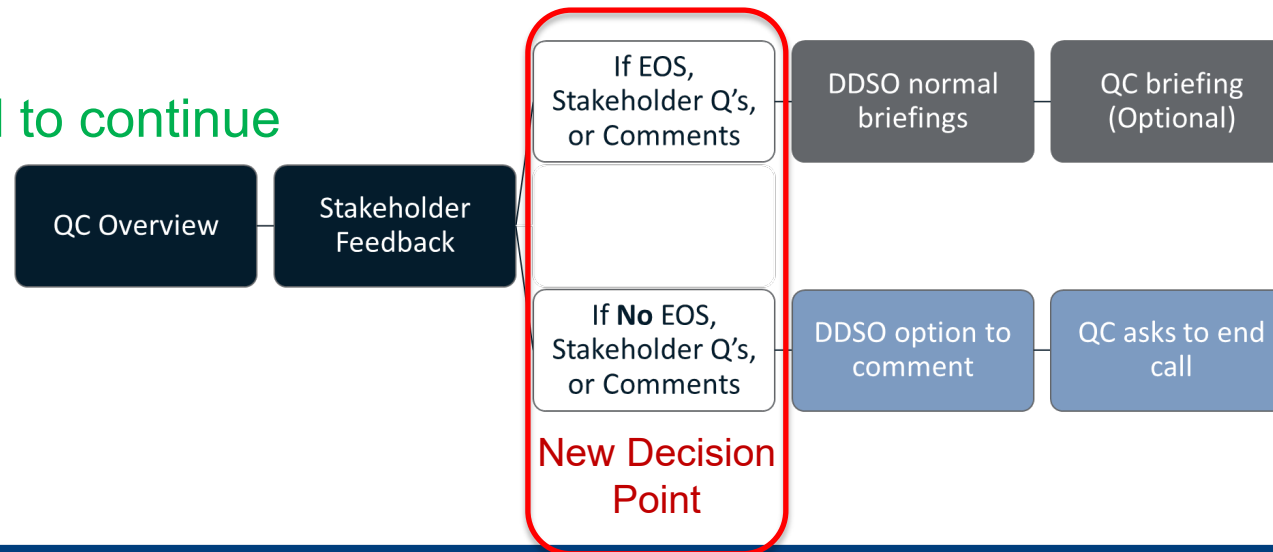 to continue
QC Overview
Stakeholder
Feedback
If EOS,
Stakeholder Q's,
or Comments
DDSO normal
briefings
QC briefing
(Optional)
If No EOS,
Stakeholder Q's,
or Comments
DDSO option to
comment
QC asks to end
call
New Decision
Point